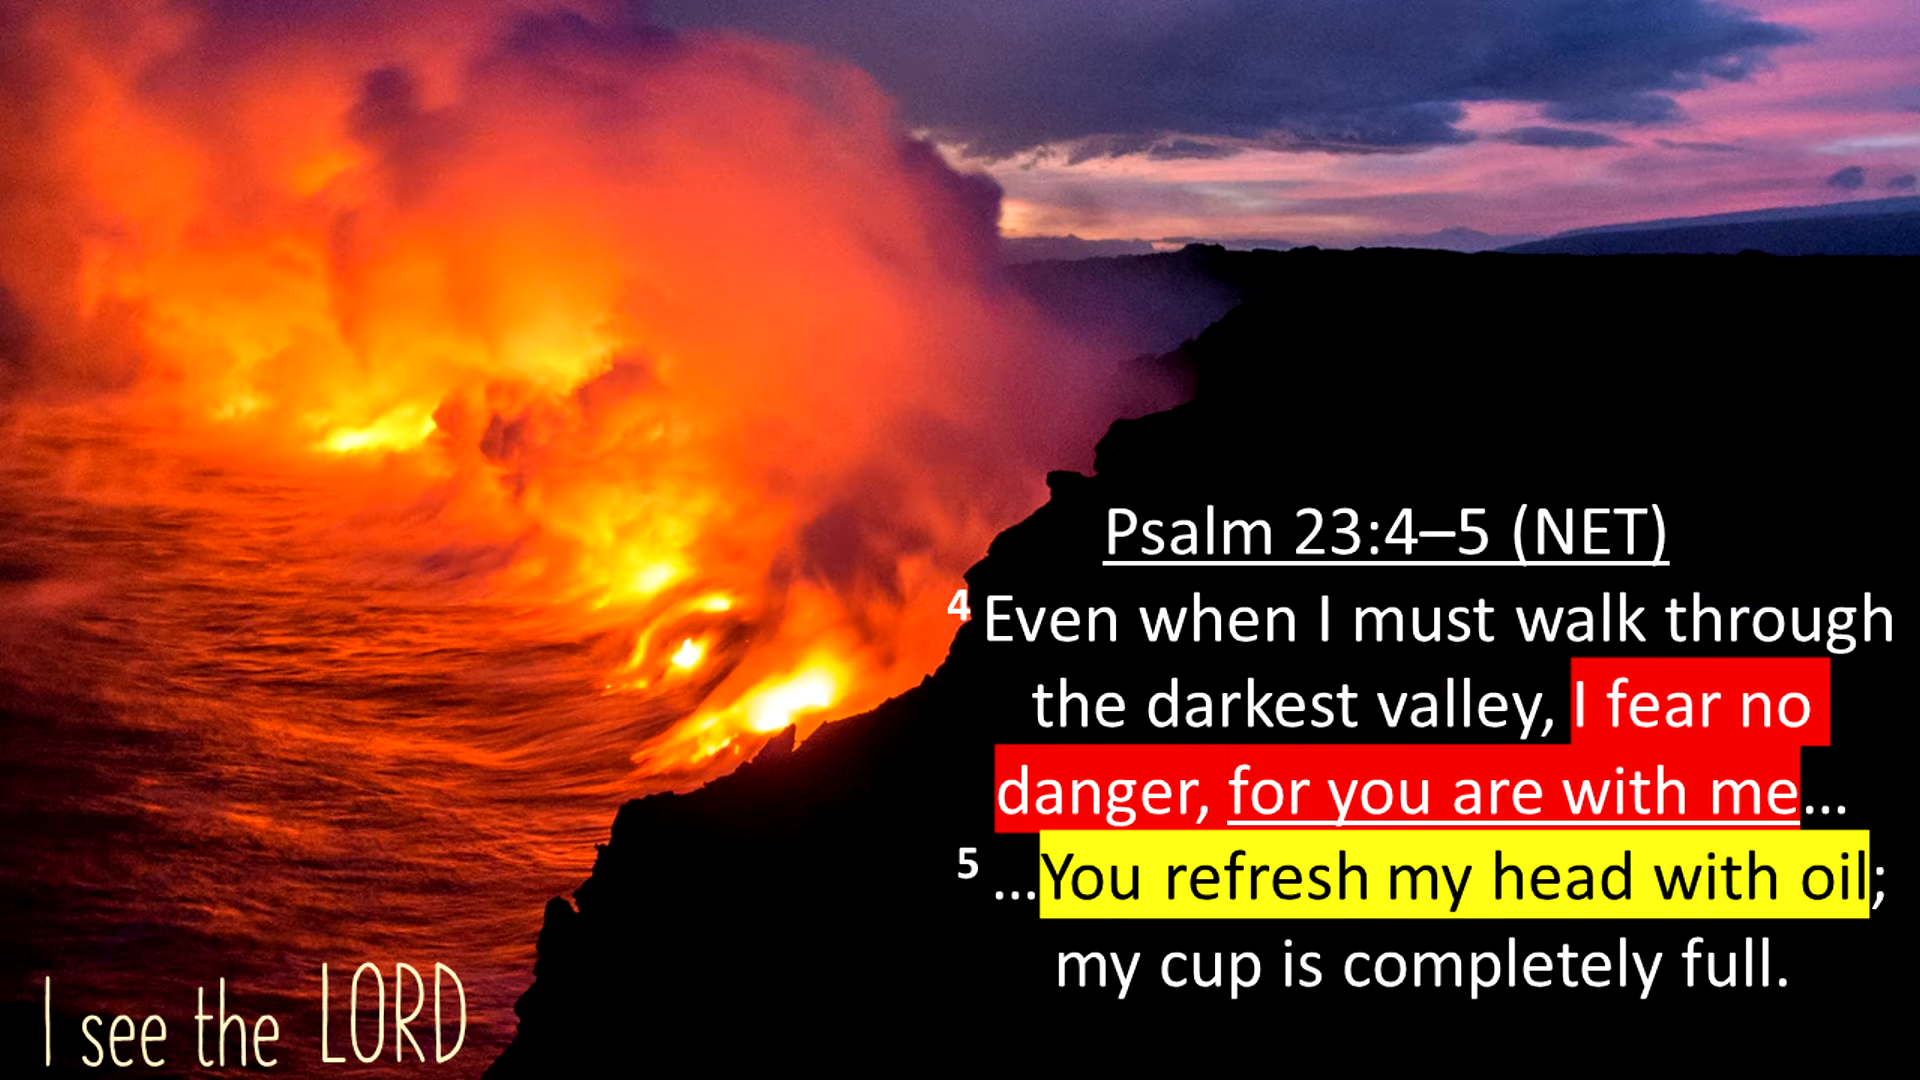 Psalm 23:4–5 (NET)
4 Even when I must walk through
the darkest valley, I fear no
danger, for you are with me...
5 ...You refresh my head with oil;
my cup is completely full.
I see the LORD